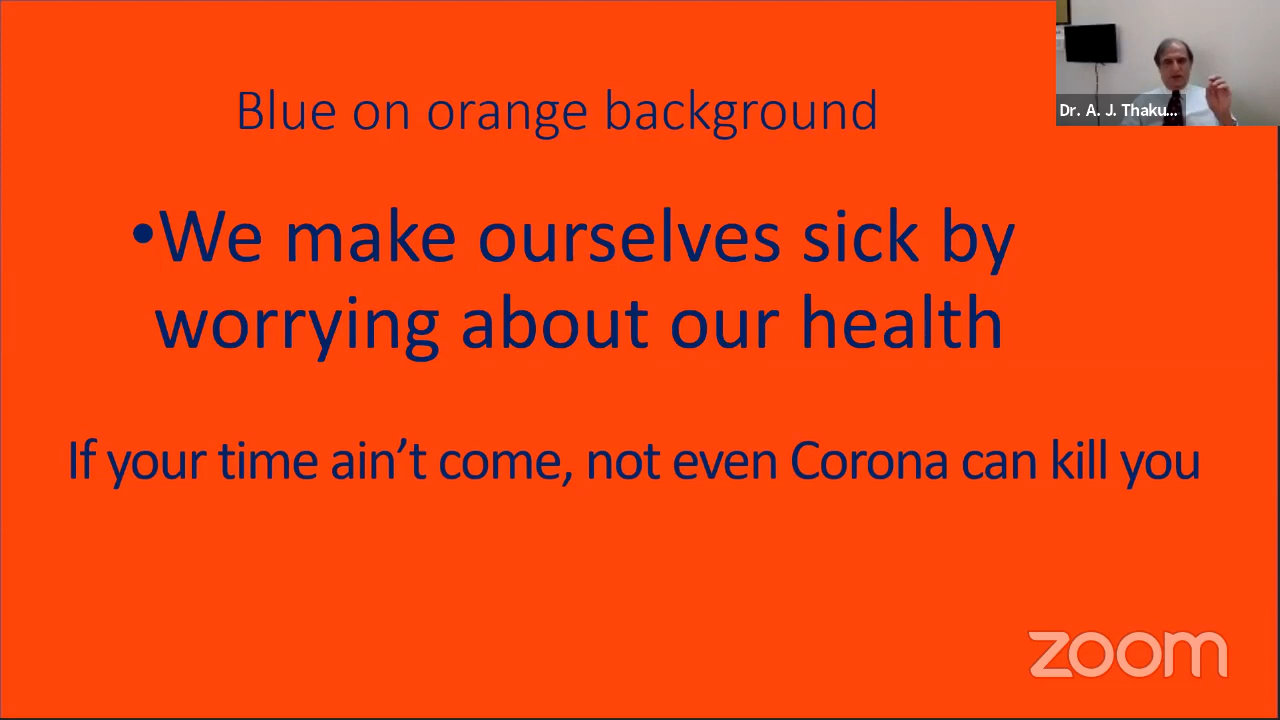 Dr. A. J. Thaku...
Blue on orange background
•We make ourselves sick by
worrying about our health
If your time ain’t come, not even Corona can kill you
zoom